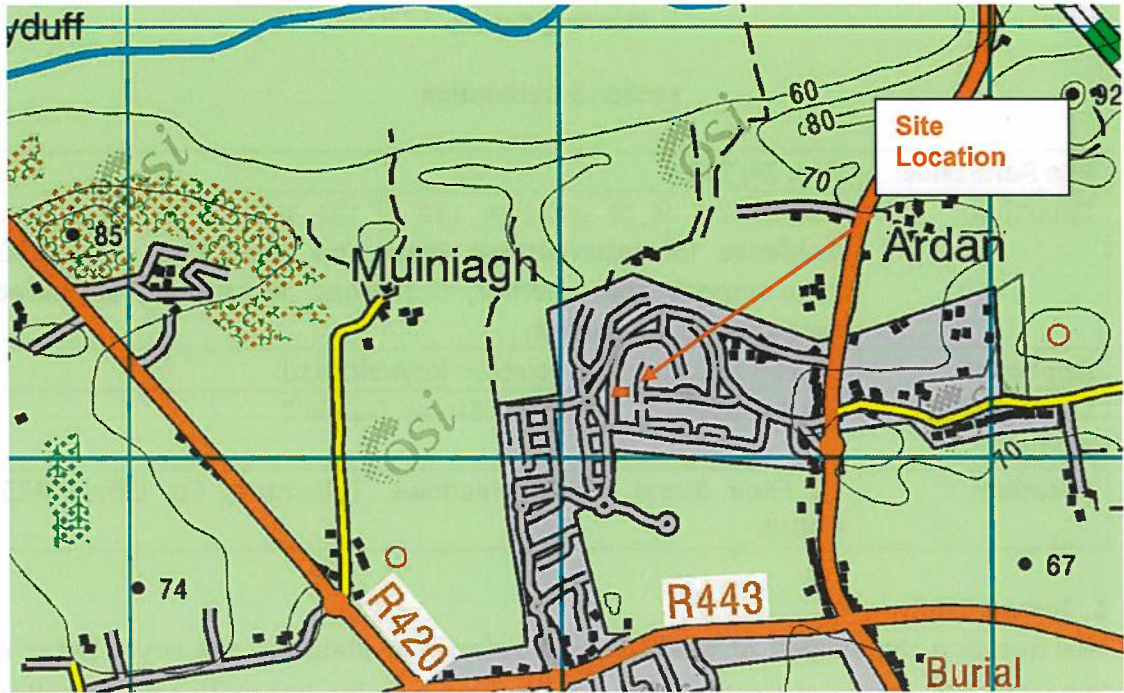 yduff
60
92
80
Site
Location
Osi
Osi
70
85
Ardan
Muiniagh
Osi
70
67
74
R443
R420
Burial